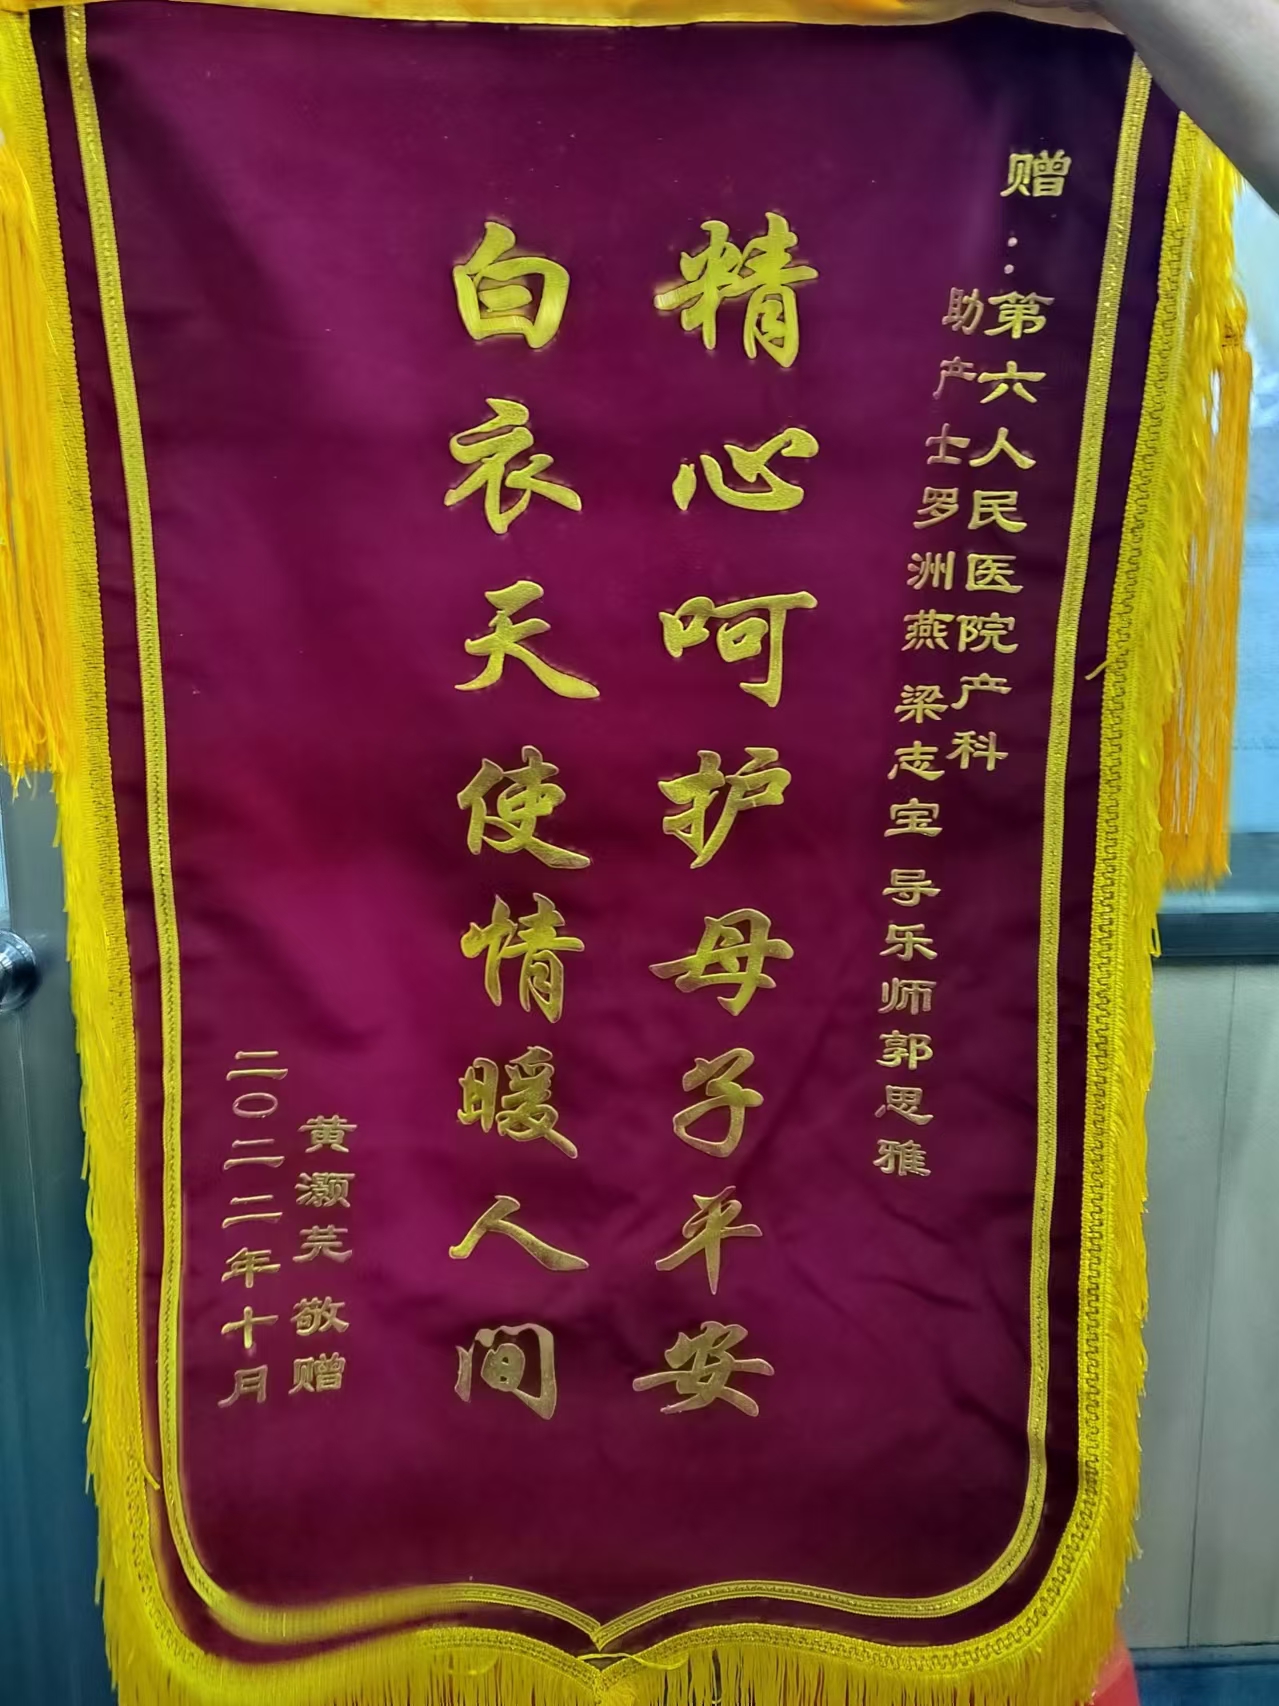 赠：第六人民医院产科
助产士罗洲燕 梁志宝 导乐师郭思雅
精心呵护母子平安
白衣天使情暖人间
黄灏芫 敬赠
二〇二二年十月